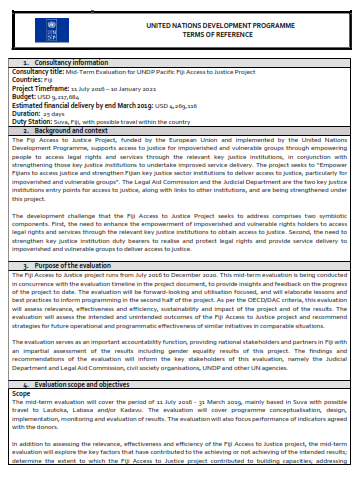 UN
DP
UNITED NATIONS DEVELOPMENT PROGRAMME
TERMS OF REFERENCE
1. Consultancy information
Consultancy title: Mid-Term Evaluation for UNDP Pacific Fiji Access to Justice Project
Countries: Fiji
Project Timeframe: 11 July 2016 – 10 January 2021
Budget: USD 9,217,684
Estimated financial delivery by end March 2019: USD 4,269,116
Duration: 25 days
Duty Station: Suva, Fiji, with possible travel within the country
2. Background and context
The Fiji Access to Justice Project, funded by the European Union and implemented by the United Nations
Development Programme, supports access to justice for impoverished and vulnerable groups through empowering
people to access legal rights and services through the relevant key justice institutions, in conjunction with
strengthening those key justice institutions to undertake improved service delivery. The project seeks to "Empower
Fijians to access justice and strengthen Fijian key justice sector institutions to deliver access to justice, particularly for
impoverished and vulnerable groups". The Legal Aid Commission and the Judicial Department are the two key justice
institutions entry points for access to justice, along with links to other institutions, and are being strengthened under
this project.
The development challenge that the Fiji Access to Justice Project seeks to address comprises two symbiotic
components. First, the need to enhance the empowerment of impoverished and vulnerable rights holders to access
legal rights and services through the relevant key justice institutions to obtain access to justice. Second, the need to
strengthen key justice institution duty bearers to realise and protect legal rights and provide service delivery to
impoverished and vulnerable groups to deliver access to justice.
3. Purpose of the evaluation
The Fiji Access to Justice project runs from July 2016 to December 2020. This mid-term evaluation is being conducted
in concurrence with the evaluation timeline in the project document, to provide insights and feedback on the progress
of the project to date. The evaluation will be forward-looking and utilisation focused, and will elaborate lessons and
best practices to inform programming in the second half of the project. As per the OECD/DAC criteria, this evaluation
will assess relevance, effectiveness and efficiency, sustainability and impact of the project and of the results. The
evaluation will assess the intended and unintended outcomes of the Fiji Access to Justice project and recommend
strategies for future operational and programmatic effectiveness of similar initiatives in comparable situations.
The evaluation serves as an important accountability function, providing national stakeholders and partners in Fiji with
an impartial assessment of the results including gender equality results of this project. The findings and
recommendations of the evaluation will inform the key stakeholders of this evaluation, namely the Judicial
Department and Legal Aid Commission, civil society organisations, UNDP and other UN agencies.
4. Evaluation scope and objectives
Scope
The mid-term evaluation will cover the period of 11 July 2016 - 31 March 2019, mainly based in Suva with possible
travel to Lautoka, Labasa and/or Kadavu. The evaluation will cover programme conceptualisation, design,
implementation, monitoring and evaluation of results. The evaluation will also focus performance of indicators agreed
with the donors.
In addition to assessing the relevance, effectiveness and efficiency of the Fiji Access to Justice project, the mid-term
evaluation will explore the key factors that have contributed to the achieving or not achieving of the intended results;
determine the extent to which the Fiji Access to Justice project contributed to building capacities; addressing